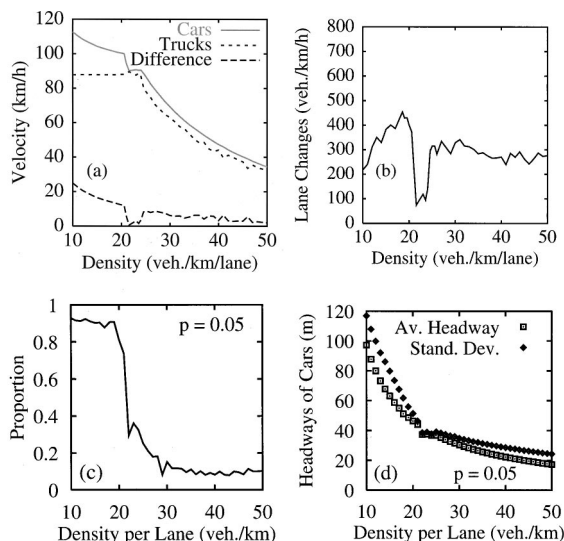 120
100
80
60
40
20
0
Velocity (km/h)
Cars
Trucks
Difference
(a)
10 20 30 40 50
Density (veh./km/lane)
800
700
600
500
400
300
200
100
0
Lane Changes (veh./km/h)
(b)
10 20 30 40 50
Density (veh./km/lane)
1
0.8
0.6
0.4
0.2
0
Proportion
p = 0.05
(c)
10 20 30 40 50
Density per Lane (veh./km)
120
100
80
60
40
20
0
Headways of Cars (m)
Av. Headway
Stand. Dev.
(d)
p = 0.05
10 20 30 40 50
Density per Lane (veh./km)